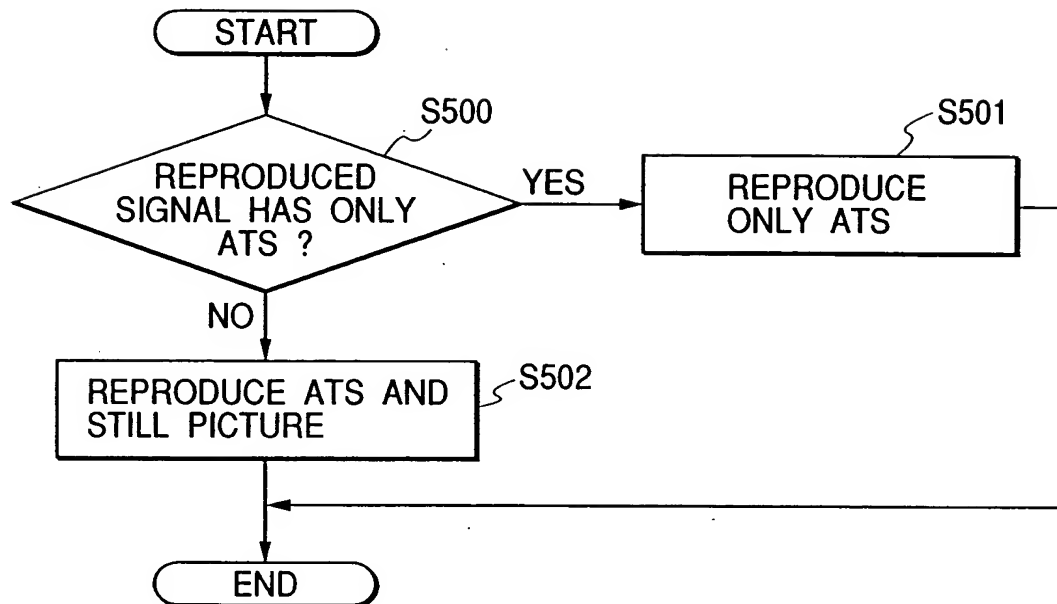 START
S500
REPRODUCED
SIGNAL HAS ONLY
ATS ?
YES
S501
REPRODUCE
ONLY ATS
NO
REPRODUCE ATS AND
STILL PICTURE
S502
END